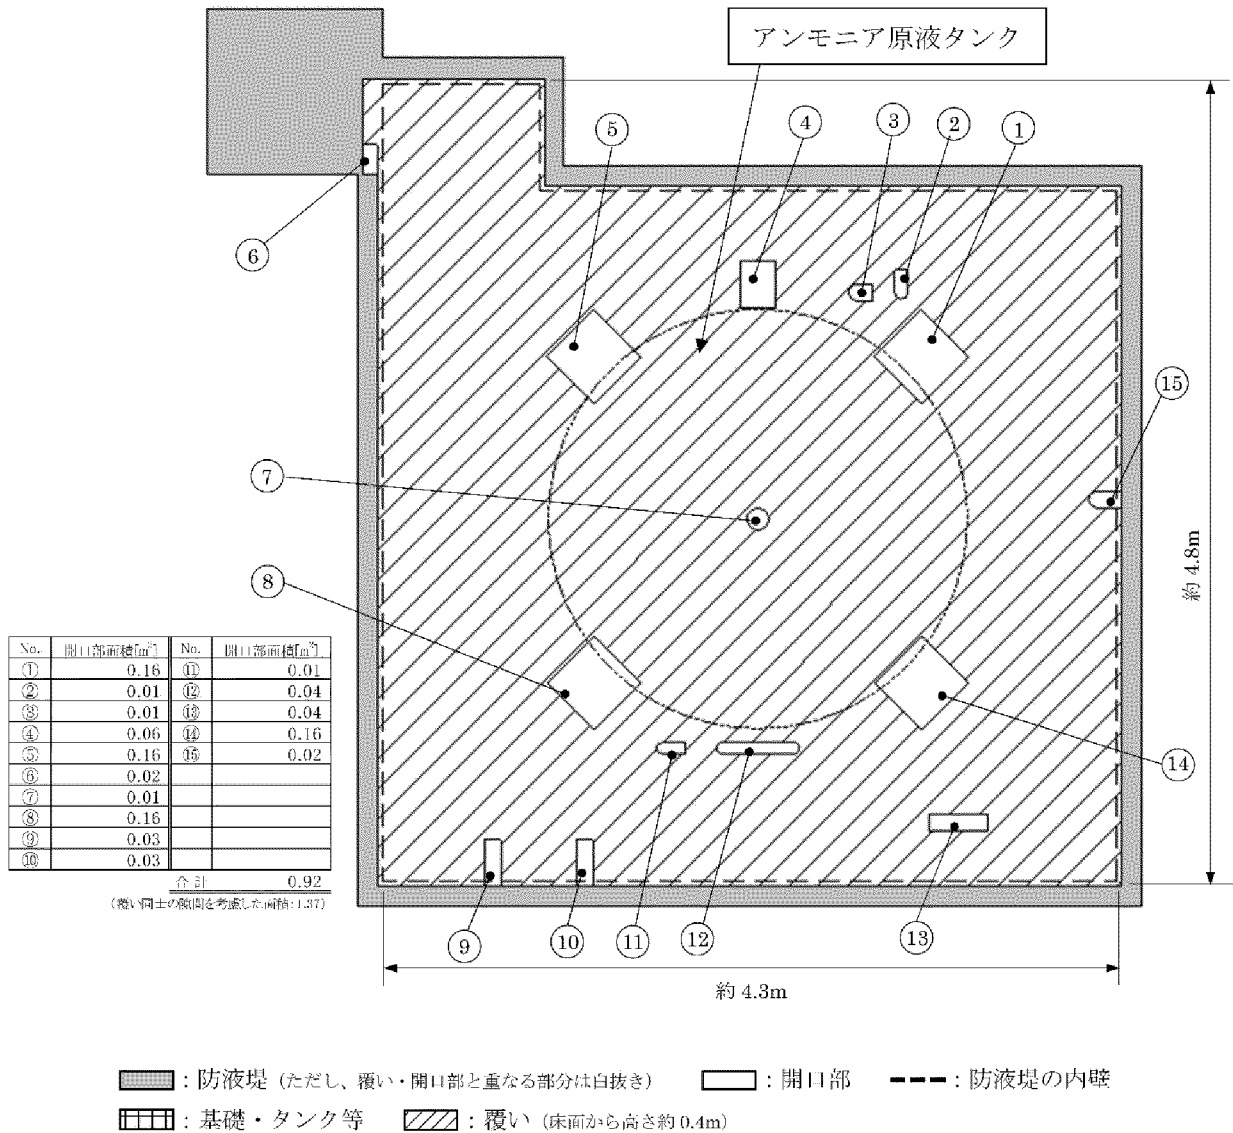 アンモニア原液タンク
⑤
④
③
②
①
⑥
⑮
⑦
⑧
約 4.8m
No. 開口部面積[m²] No. 開口部面積[m²]
① 0.16 ⑪ 0.01
② 0.01 ⑫ 0.04
③ 0.01 ⑬ 0.04
④ 0.06 ⑭ 0.16
⑤ 0.16 ⑮ 0.02
⑥ 0.02
⑦ 0.01
⑧ 0.16
⑨ 0.03
⑩ 0.03
合計 0.92
(覆い同士の隙間を考慮した面積:1.37)
⑭
⑨
⑩
⑪
⑫
⑬
約 4.3m
：防液堤 (ただし、覆い・開口部と重なる部分は白抜き) ：開口部 ：防液堤の内壁
：基礎・タンク等 ：覆い (床面から高さ約 0.4m)